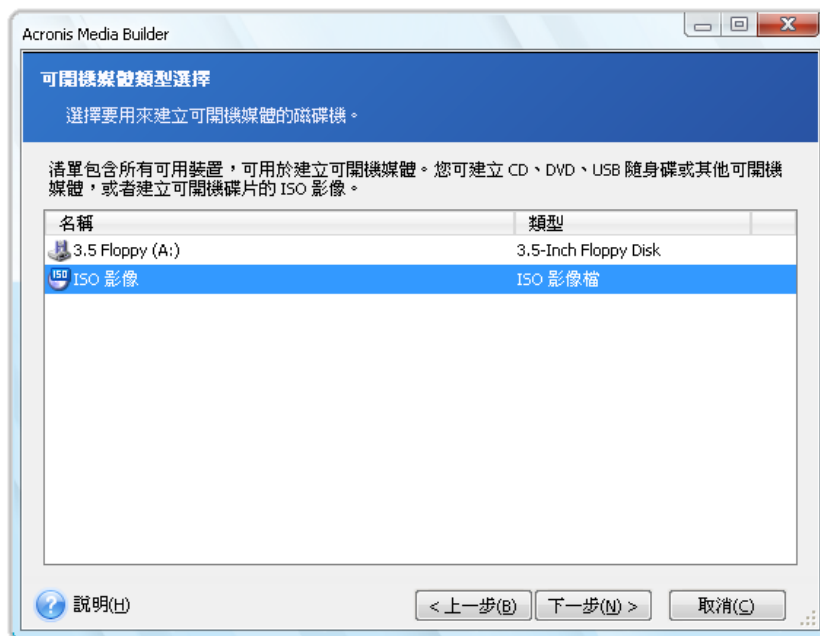 Acronis Media Builder
可開機媒體類型選擇
選擇要用來建立可開機媒體的磁碟機。
清單包含所有可用裝置，可用於建立可開機媒體。您可建立 CD、DVD、USB 隨身碟或其他可開機
媒體，或者建立可開機碟片的 ISO 影像。
名稱 類型
3.5 Floppy (A:) 3.5-Inch Floppy Disk
ISO ISO 影像 ISO 影像檔
? 說明(H) < 上一步(B) 下一步(N) > 取消(C)